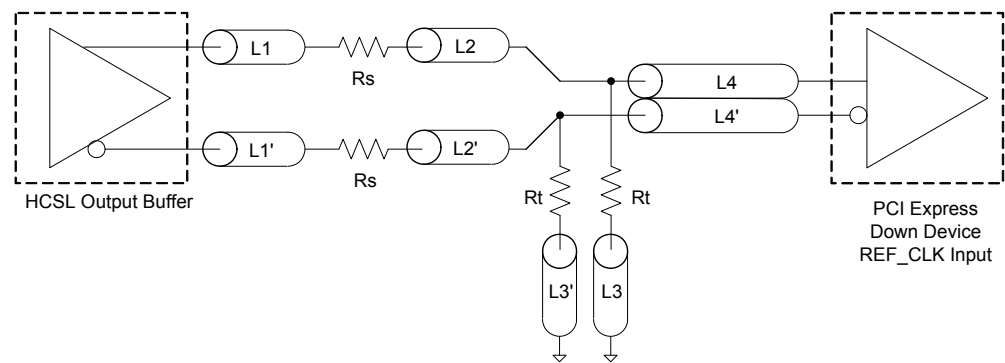 L1
Rs
L2
L4
L4'
L1'
Rs
L2'
HCSL Output Buffer
Rt
Rt
L3'
L3
PCI Express
Down Device
REF_CLK Input